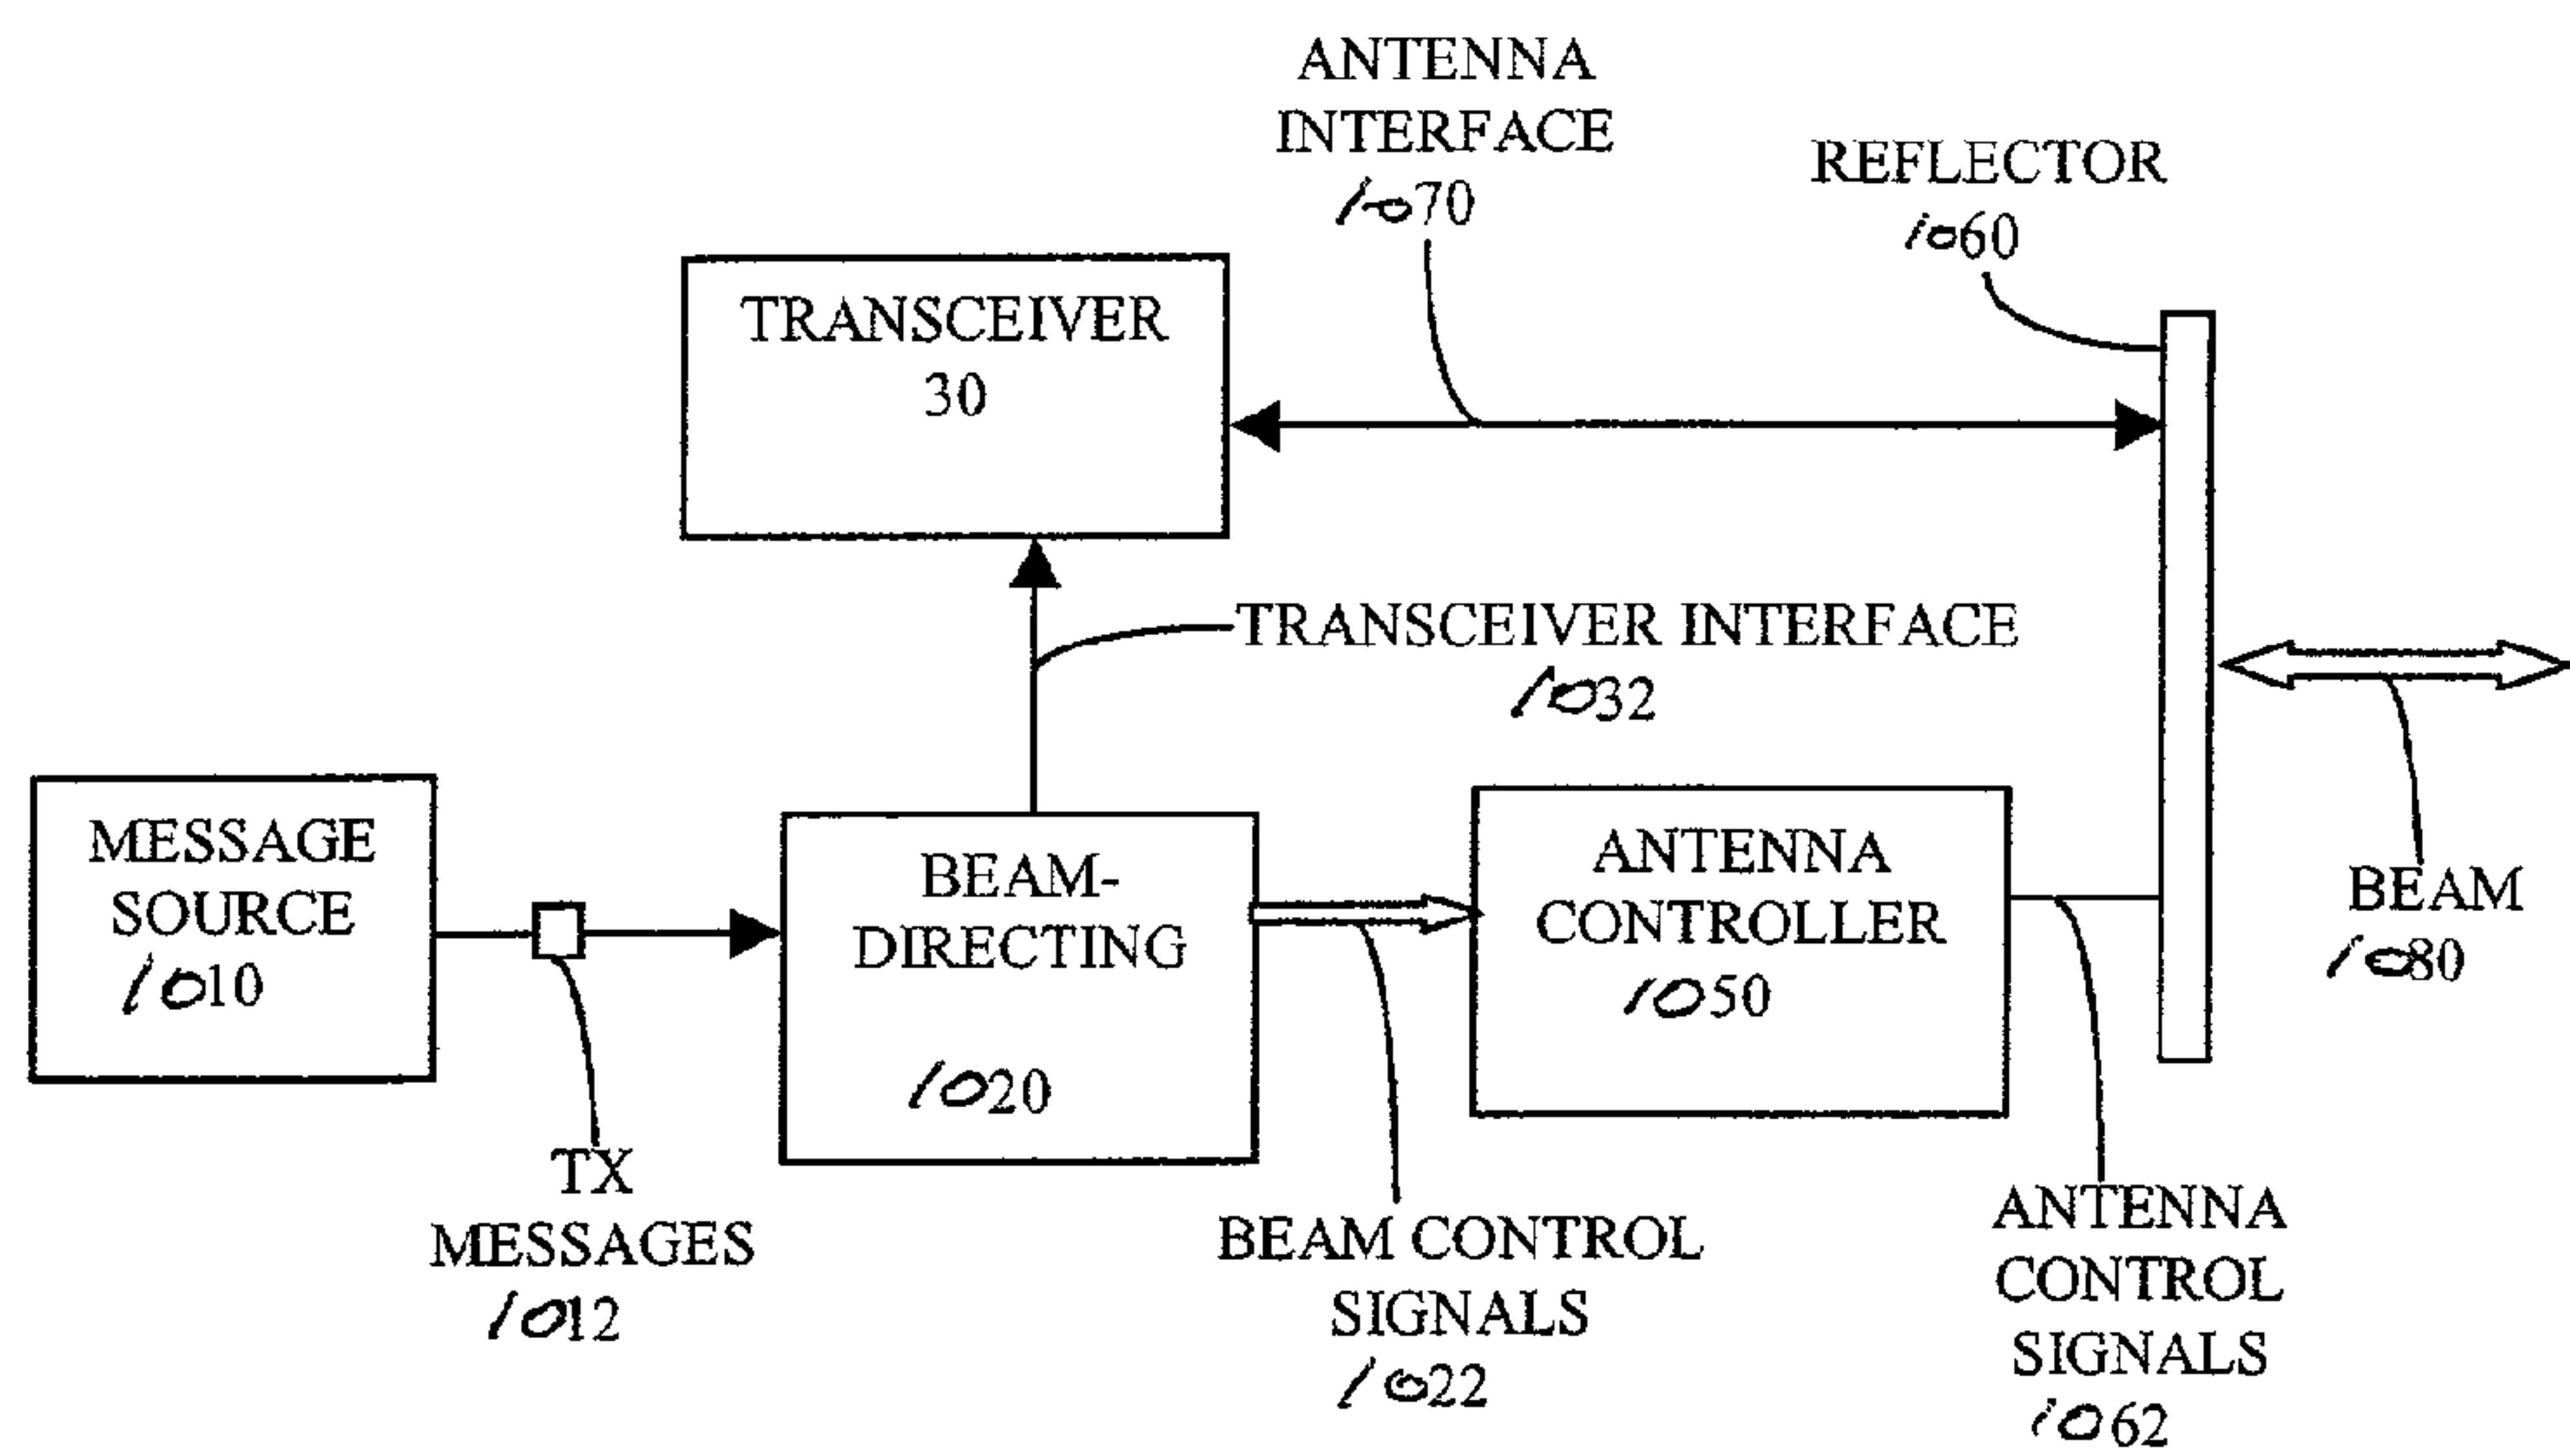 ANTENNA
INTERFACE
1070
REFLECTOR
1060
TRANSCEIVER
30
TRANSCEIVER INTERFACE
1032
MESSAGE
SOURCE
1010
TX
MESSAGES
1012
BEAM-
DIRECTING
1020
BEAM CONTROL
SIGNALS
1022
ANTENNA
CONTROLLER
1050
ANTENNA
CONTROL
SIGNALS
1062
BEAM
1080